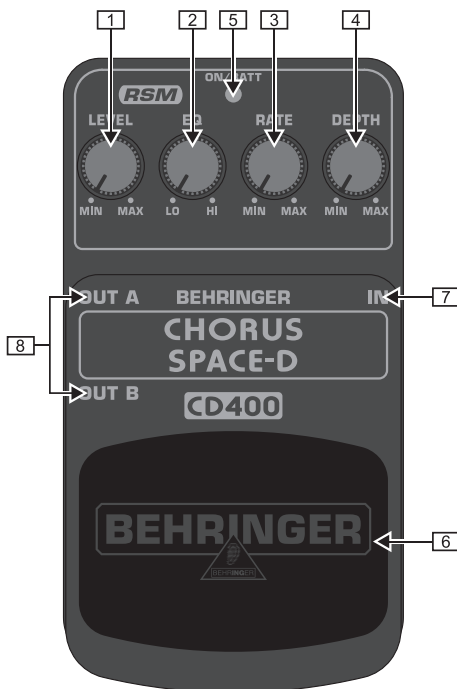 1 2 5 3 4
ON/BATT
RSM
LEVEL EQ RATE DEPTH
MIN MAX LO HI MIN MAX MIN MAX
OUT A BEHRINGER IN 7
8 CHORUS
SPACE-D
OUT B CD400
BEHRINGER 6
BEHRINGER